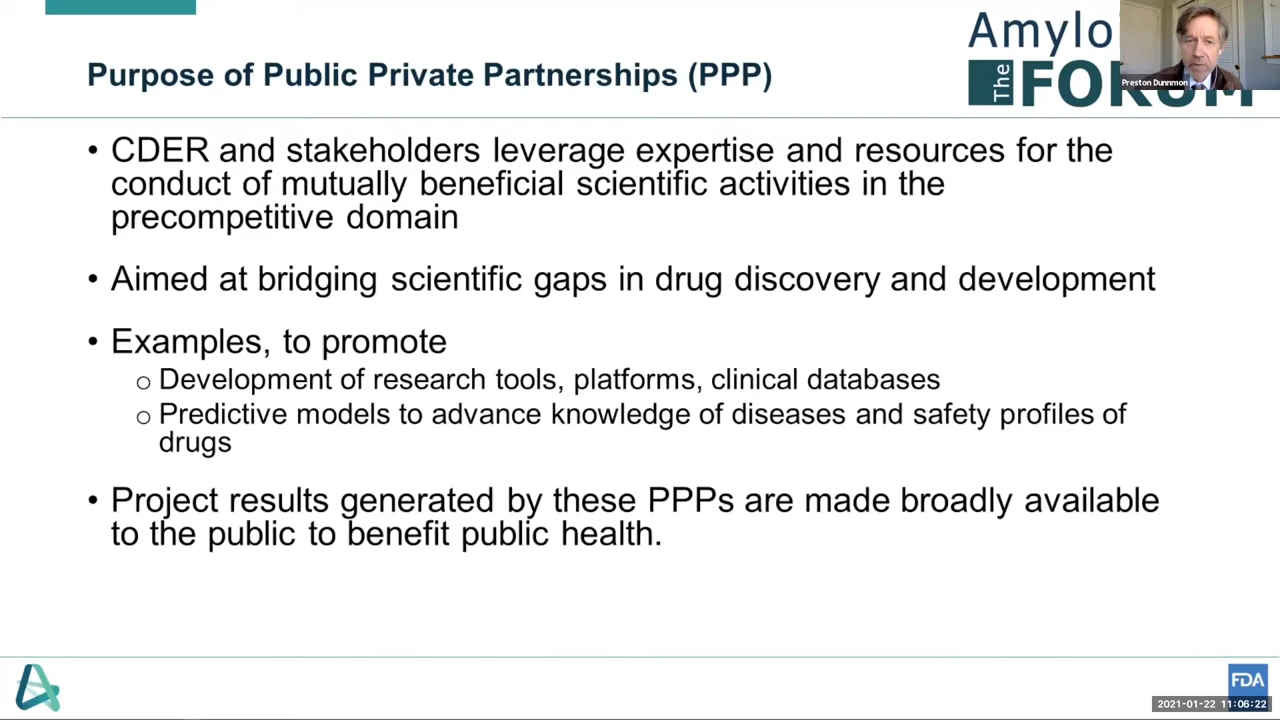 Purpose of Public Private Partnerships (PPP)
Amylo
The FORUM
Preston Dunnmon
• CDER and stakeholders leverage expertise and resources for the
conduct of mutually beneficial scientific activities in the
precompetitive domain
• Aimed at bridging scientific gaps in drug discovery and development
• Examples, to promote
o Development of research tools, platforms, clinical databases
o Predictive models to advance knowledge of diseases and safety profiles of
drugs
• Project results generated by these PPPs are made broadly available
to the public to benefit public health.
FDA
2021-01-22 11:06:22